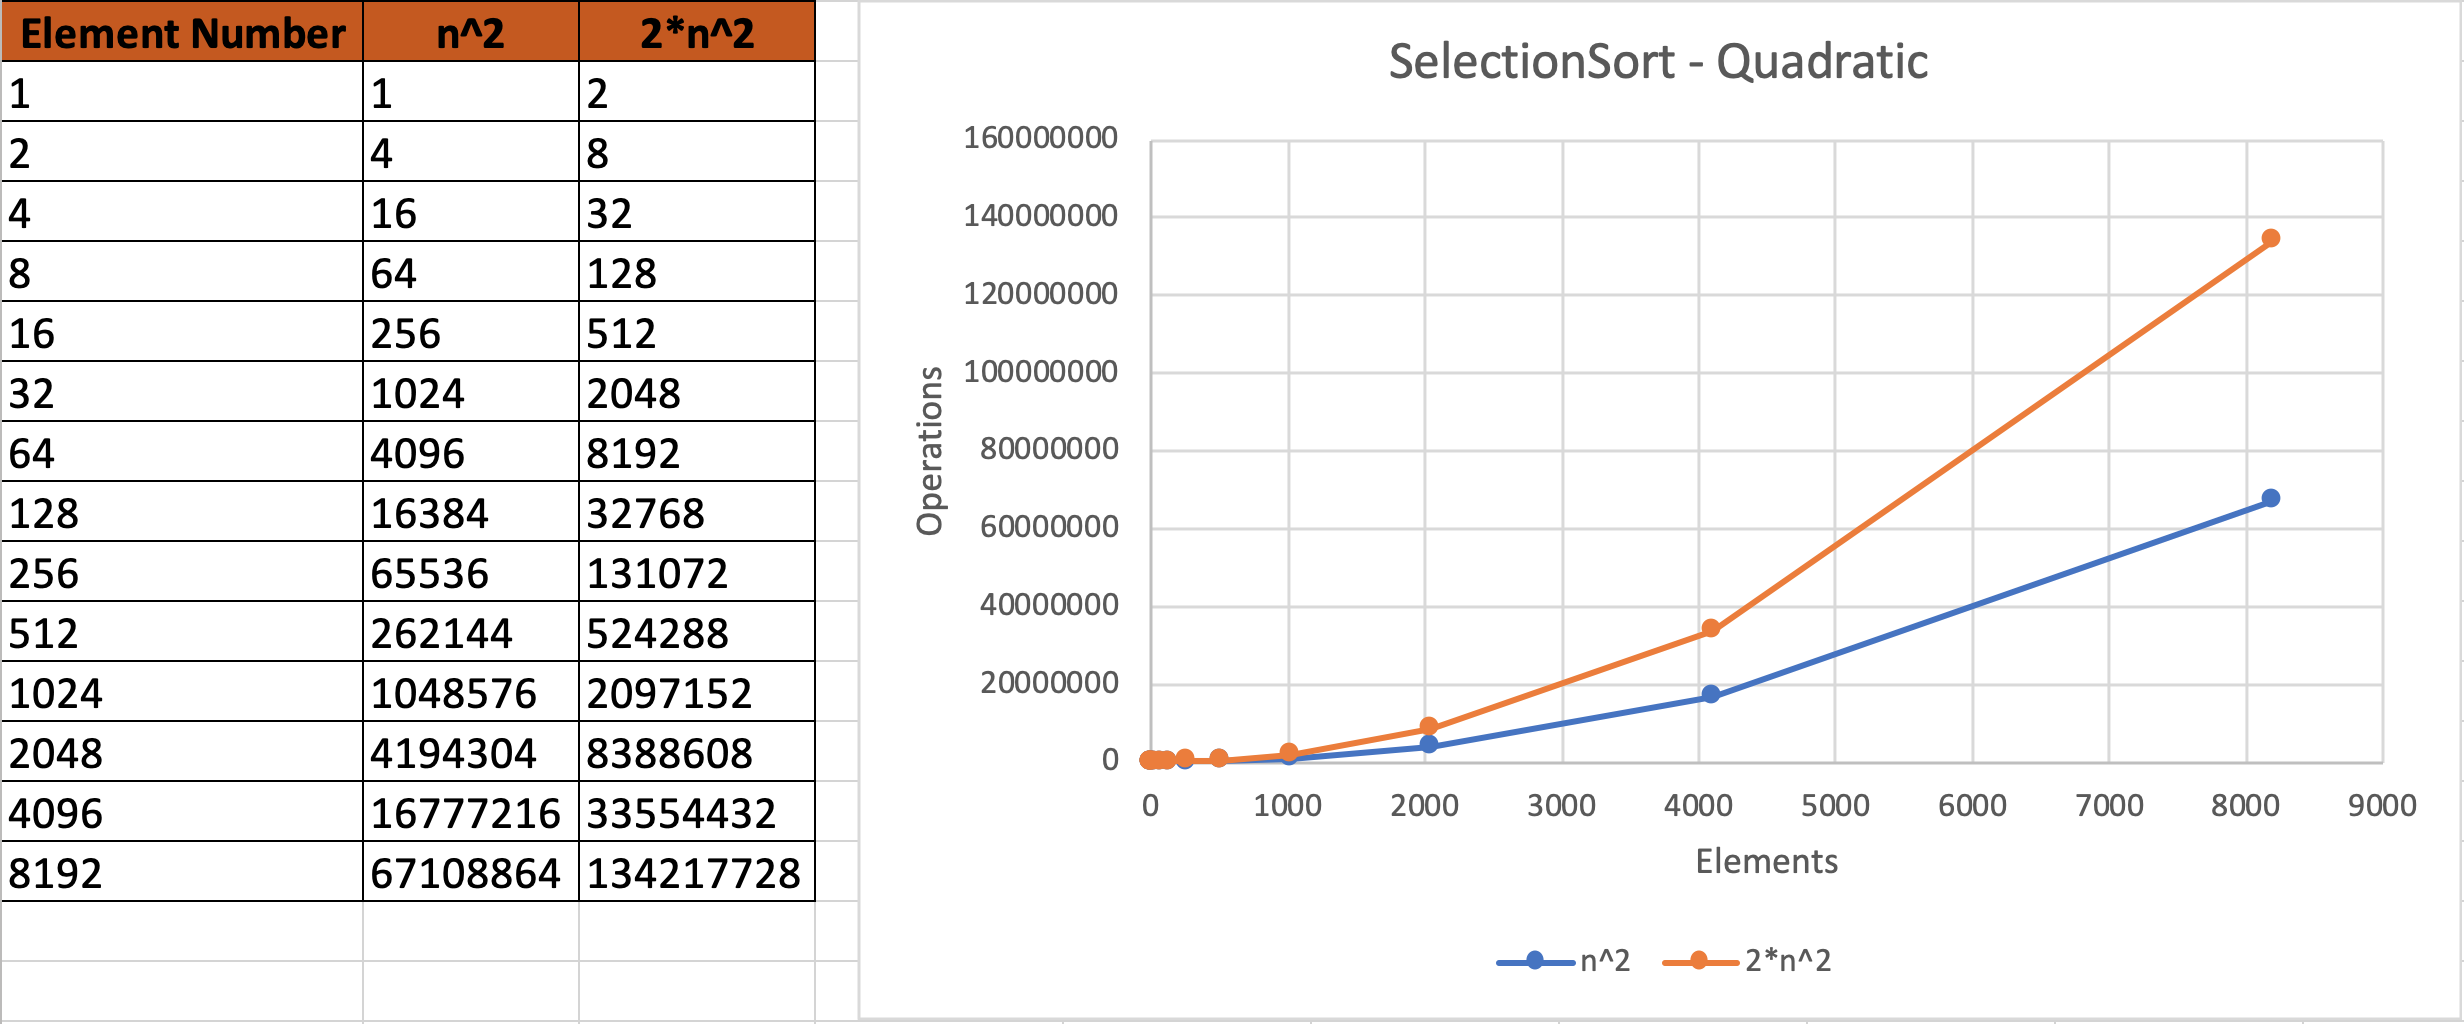 Element Number n^2 2*n^2
1 1 2
2 4 8
4 16 32
8 64 128
16 256 512
32 1024 2048
64 4096 8192
128 16384 32768
256 65536 131072
512 262144 524288
1024 1048576 2097152
2048 4194304 8388608
4096 16777216 33554432
8192 67108864 134217728
SelectionSort - Quadratic
160000000
140000000
120000000
100000000
80000000
60000000
40000000
20000000
0
Operations
0 1000 2000 3000 4000 5000 6000 7000 8000 9000
Elements
n^2 2*n^2